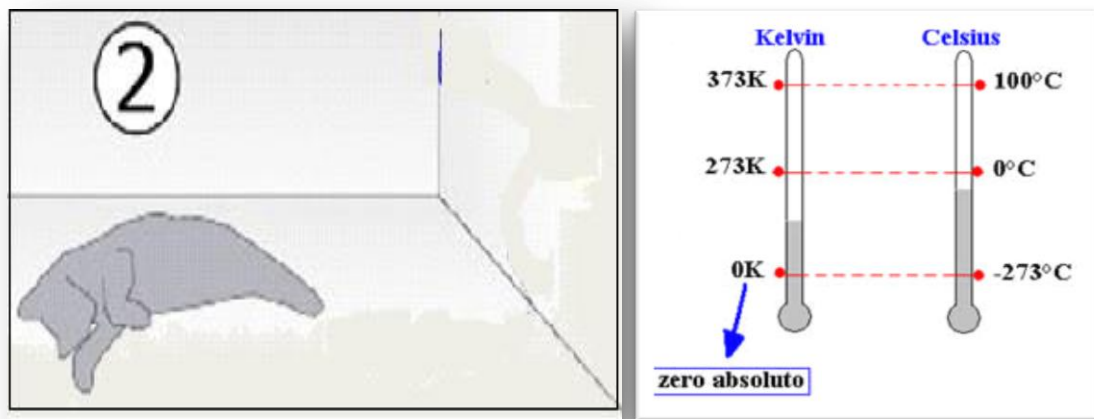 2
Kelvin Celsius
373K 100°C
273K 0°C
0K -273°C
zero absoluto